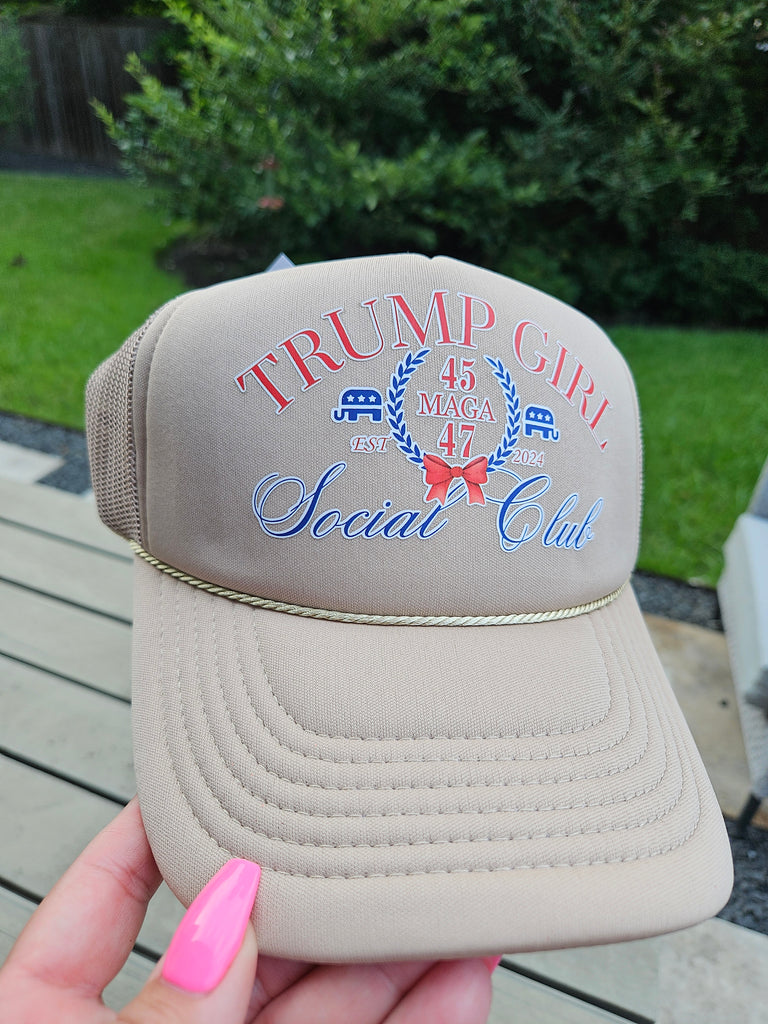 TRUMP GIRL
45
MAGA
47
EST 2024
Social Club